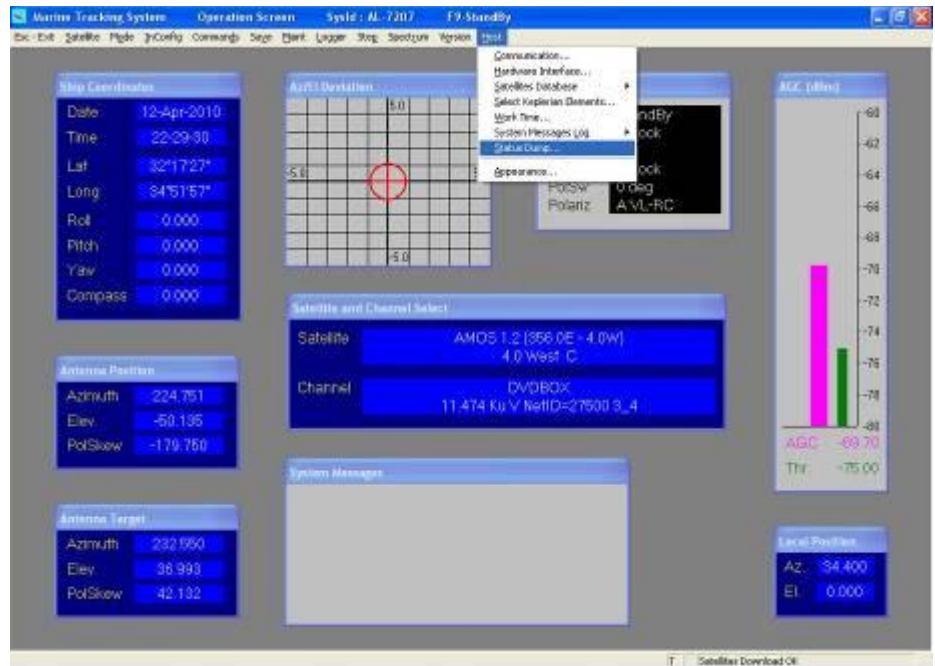 Marine Tracking System Operation Screen SysId : AL-7207 F9-StandBy
Esc-Exit Satellite Mode InConfig Commands Save Plant Logger Stop Spectrum Version Host
Communication...
Hardware Interface...
Satellites Database
Select Keplerian Elements...
Work Time...
System Messages Log
Status Dump...
Appearance...
Ship Coordinates
Date 12-Apr-2010
Time 22-29-30
Lat 32°17'27"
Long 34°51'57"
Roll 0.000
Pitch 0.000
Yaw 0.000
Compass 0.000
Az/El Deviation
5.0
-5.0
-5.0
ndBy
ock
ock
PolSw 0 deg
Polariz A:VL-RC
Satellite and Channel Select
Satellite AMOS 1.2 (356.0E - 4.0W)
4.0 West C
Channel DVDBOX
11.474 Ku V NetID=27500 3_4
Antenna Position
Azimuth 224.751
Elev. -50.135
PolSkew -179.750
System Messages
Antenna Target
Azimuth 232.550
Elev. 36.993
PolSkew 42.132
AGC (dBm)
-60
-62
-64
-66
-68
-70
-72
-74
-76
-78
-80
AGC -69.70
Thr. -75.00
Local Position
Az. 34.400
El. 0.000
T Satellites Download OK